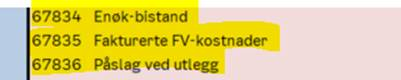 67834 Enøk-bistand
67835 Fakturerte FV-kostnader
67836 Påslag ved utlegg